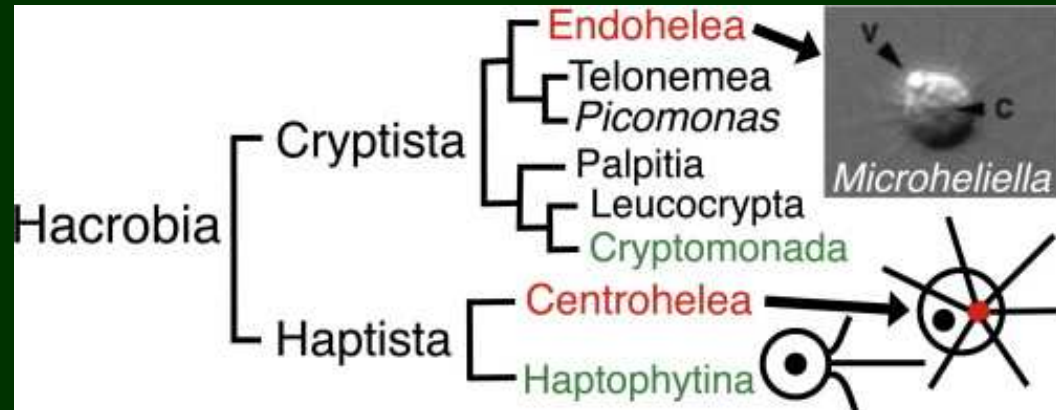 Endohelea
Telonemea
Picomonas
Cryptista
Palpitia
Leucocrypta
Cryptomonada
Hacrobia
Centrohelea
Haptista
Haptophytina
v
c
Microheliella